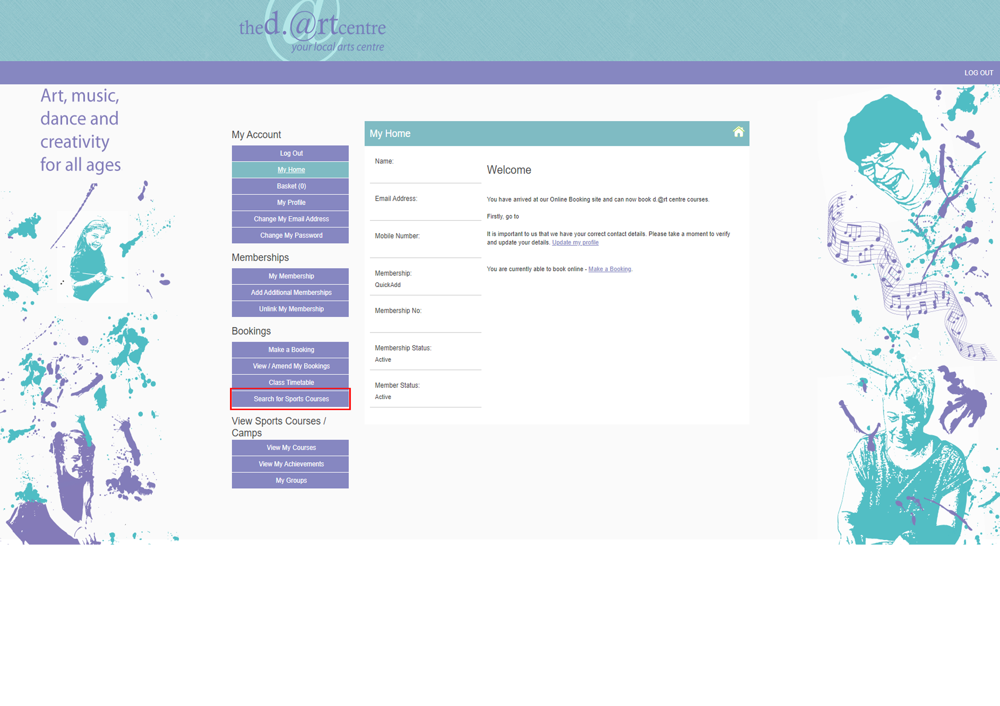 thed.@rtcentre
your local arts centre
LOG OUT
Art, music,
dance and
creativity
for all ages
My Account
Log Out
My Home
Basket (0)
My Profile
Change My Email Address
Change My Password
Memberships
My Membership
Add Additional Memberships
Unlink My Membership
Bookings
Make a Booking
View / Amend My Bookings
Class Timetable
Search for Sports Courses
View Sports Courses /
Camps
View My Courses
View My Achievements
My Groups
My Home
Name:
Email Address:
Mobile Number:
Membership:
QuickAdd
Membership No:
Membership Status:
Active
Member Status:
Active
Welcome
You have arrived at our Online Booking site and can now book d.@rt centre courses.
Firstly, go to
It is important to us that we have your correct contact details. Please take a moment to verify
and update your details. Update my profile
You are currently able to book online - Make a Booking.